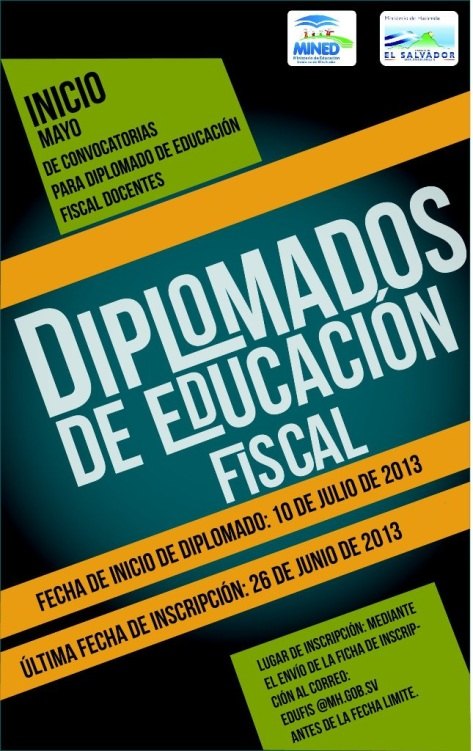 MINED
Ministerio de Educación
Ministerio de Hacienda
EL SALVADOR
INICIO
MAYO
DE CONVOCATORIAS
PARA DIPLOMADO DE EDUCACIÓN
FISCAL DOCENTES
DIPLOMADOS
DE EDUCACIÓN
FISCAL
FECHA DE INICIO DE DIPLOMADO: 10 DE JULIO DE 2013
ÚLTIMA FECHA DE INSCRIPCIÓN: 26 DE JUNIO DE 2013
LUGAR DE INSCRIPCIÓN: MEDIANTE
EL ENVÍO DE LA FICHA DE INSCRIP-
CIÓN AL CORREO:
EDUFIS @MH.GOB.SV
ANTES DE LA FECHA LIMITE.